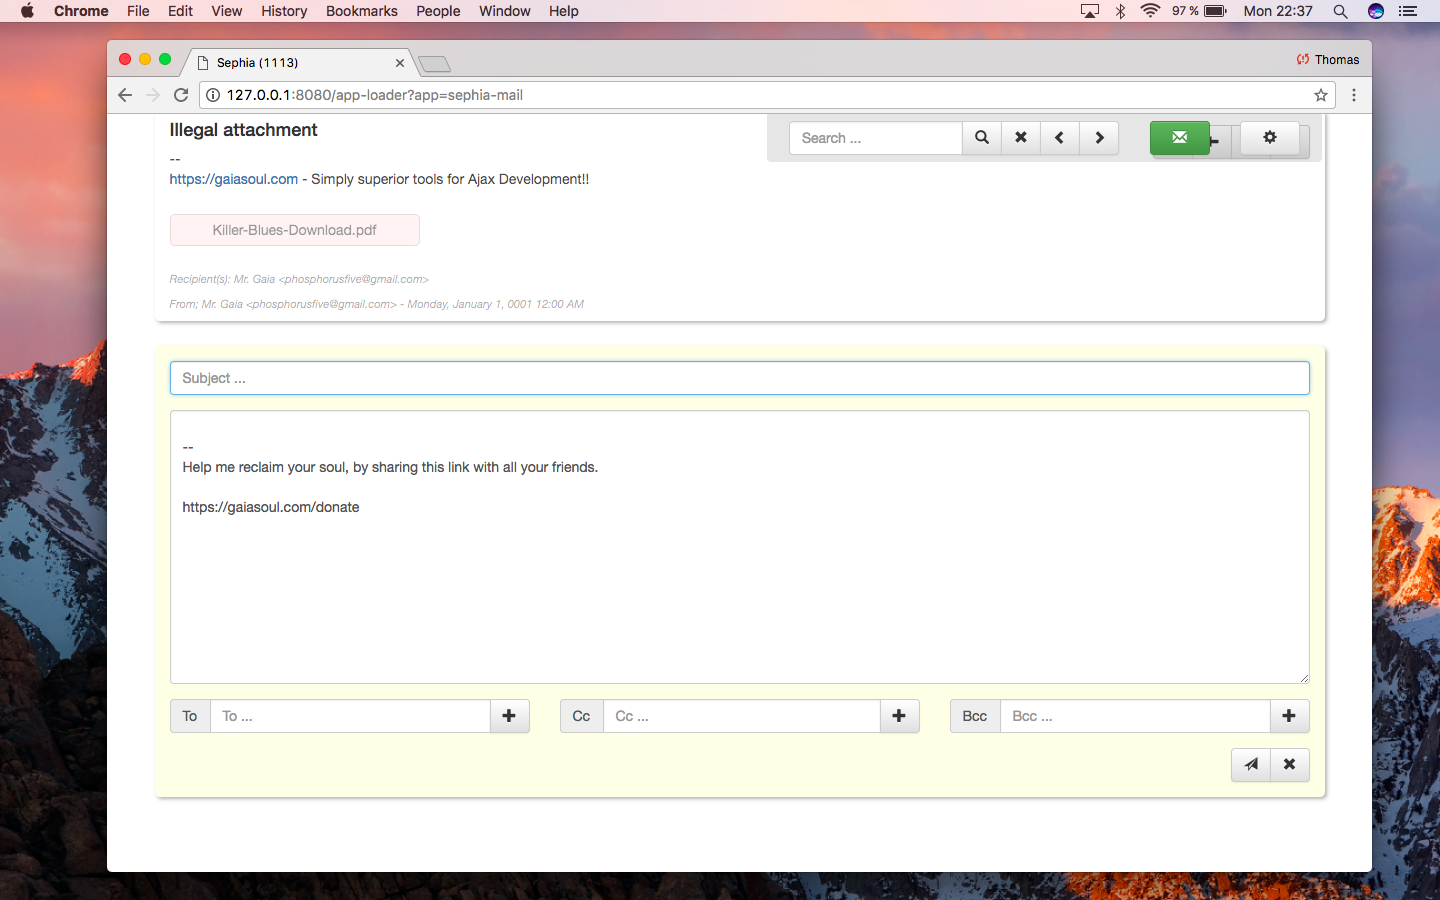 Chrome File Edit View History Bookmarks People Window Help 97 % Mon 22:37
Sephia (1113) Thomas
127.0.0.1:8080/app-loader?app=sephia-mail
Illegal attachment
Search ...
--
https://gaiasoul.com - Simply superior tools for Ajax Development!!
Killer-Blues-Download.pdf
Recipient(s): Mr. Gaia <phosphorusfive@gmail.com>
From; Mr. Gaia <phosphorusfive@gmail.com> - Monday, January 1, 0001 12:00 AM
Subject ...
--
Help me reclaim your soul, by sharing this link with all your friends.
https://gaiasoul.com/donate
To To ... Cc Cc ... Bcc Bcc ...